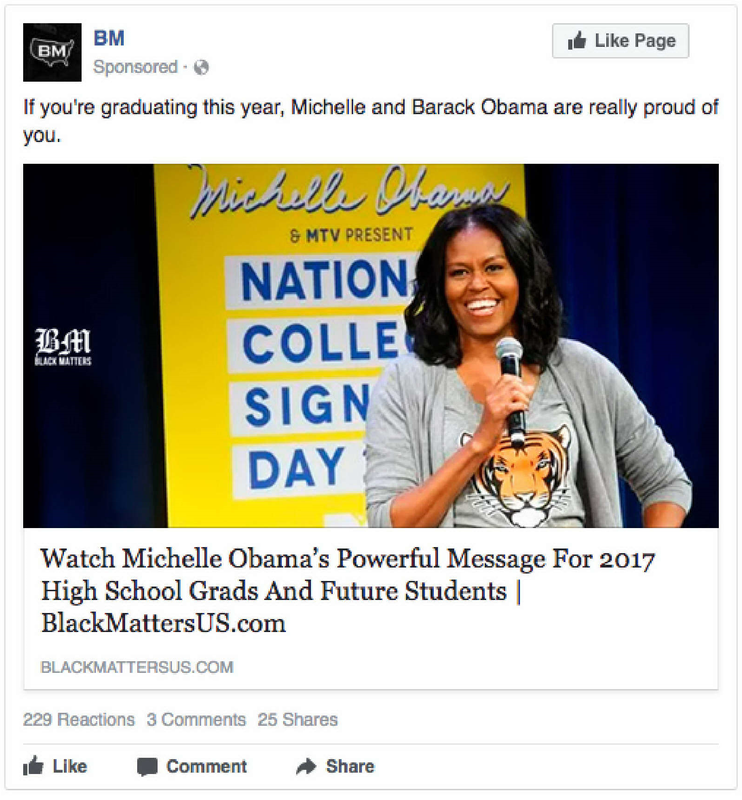 BM
BM
Like Page
Sponsored ·
If you're graduating this year, Michelle and Barack Obama are really proud of
you.
Michelle Obama
& MTV PRESENT
NATION
COLLE
SIGN
DAY
BM
BLACK MATTERS
Watch Michelle Obama’s Powerful Message For 2017
High School Grads And Future Students |
BlackMattersUS.com
BLACKMATTERSUS.COM
229 Reactions 3 Comments 25 Shares
Like Comment Share